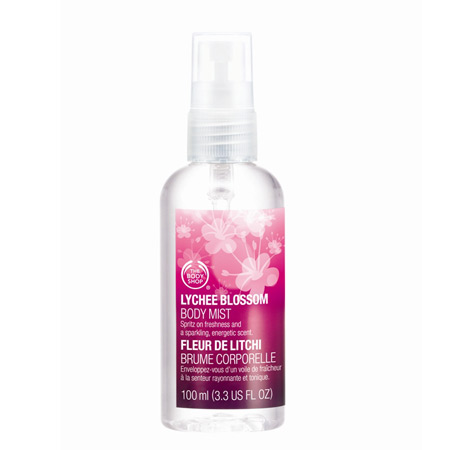 THE
BODY
SHOP
®
LYCHEE BLOSSOM
BODY MIST
Spritz on freshness and
a sparkling, energetic scent.
FLEUR DE LITCHI
BRUME CORPORELLE
Enveloppez-vous d'un voile de fraîcheur
à la senteur rayonnante et tonique.
100 ml (3.3 US FL OZ)